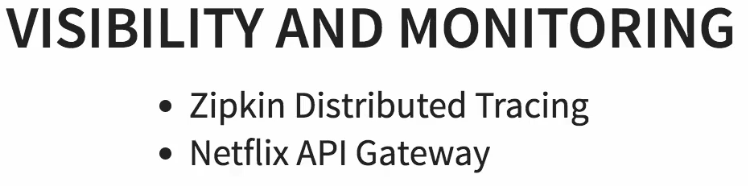 VISIBILITY AND MONITORING
• Zipkin Distributed Tracing
• Netflix API Gateway